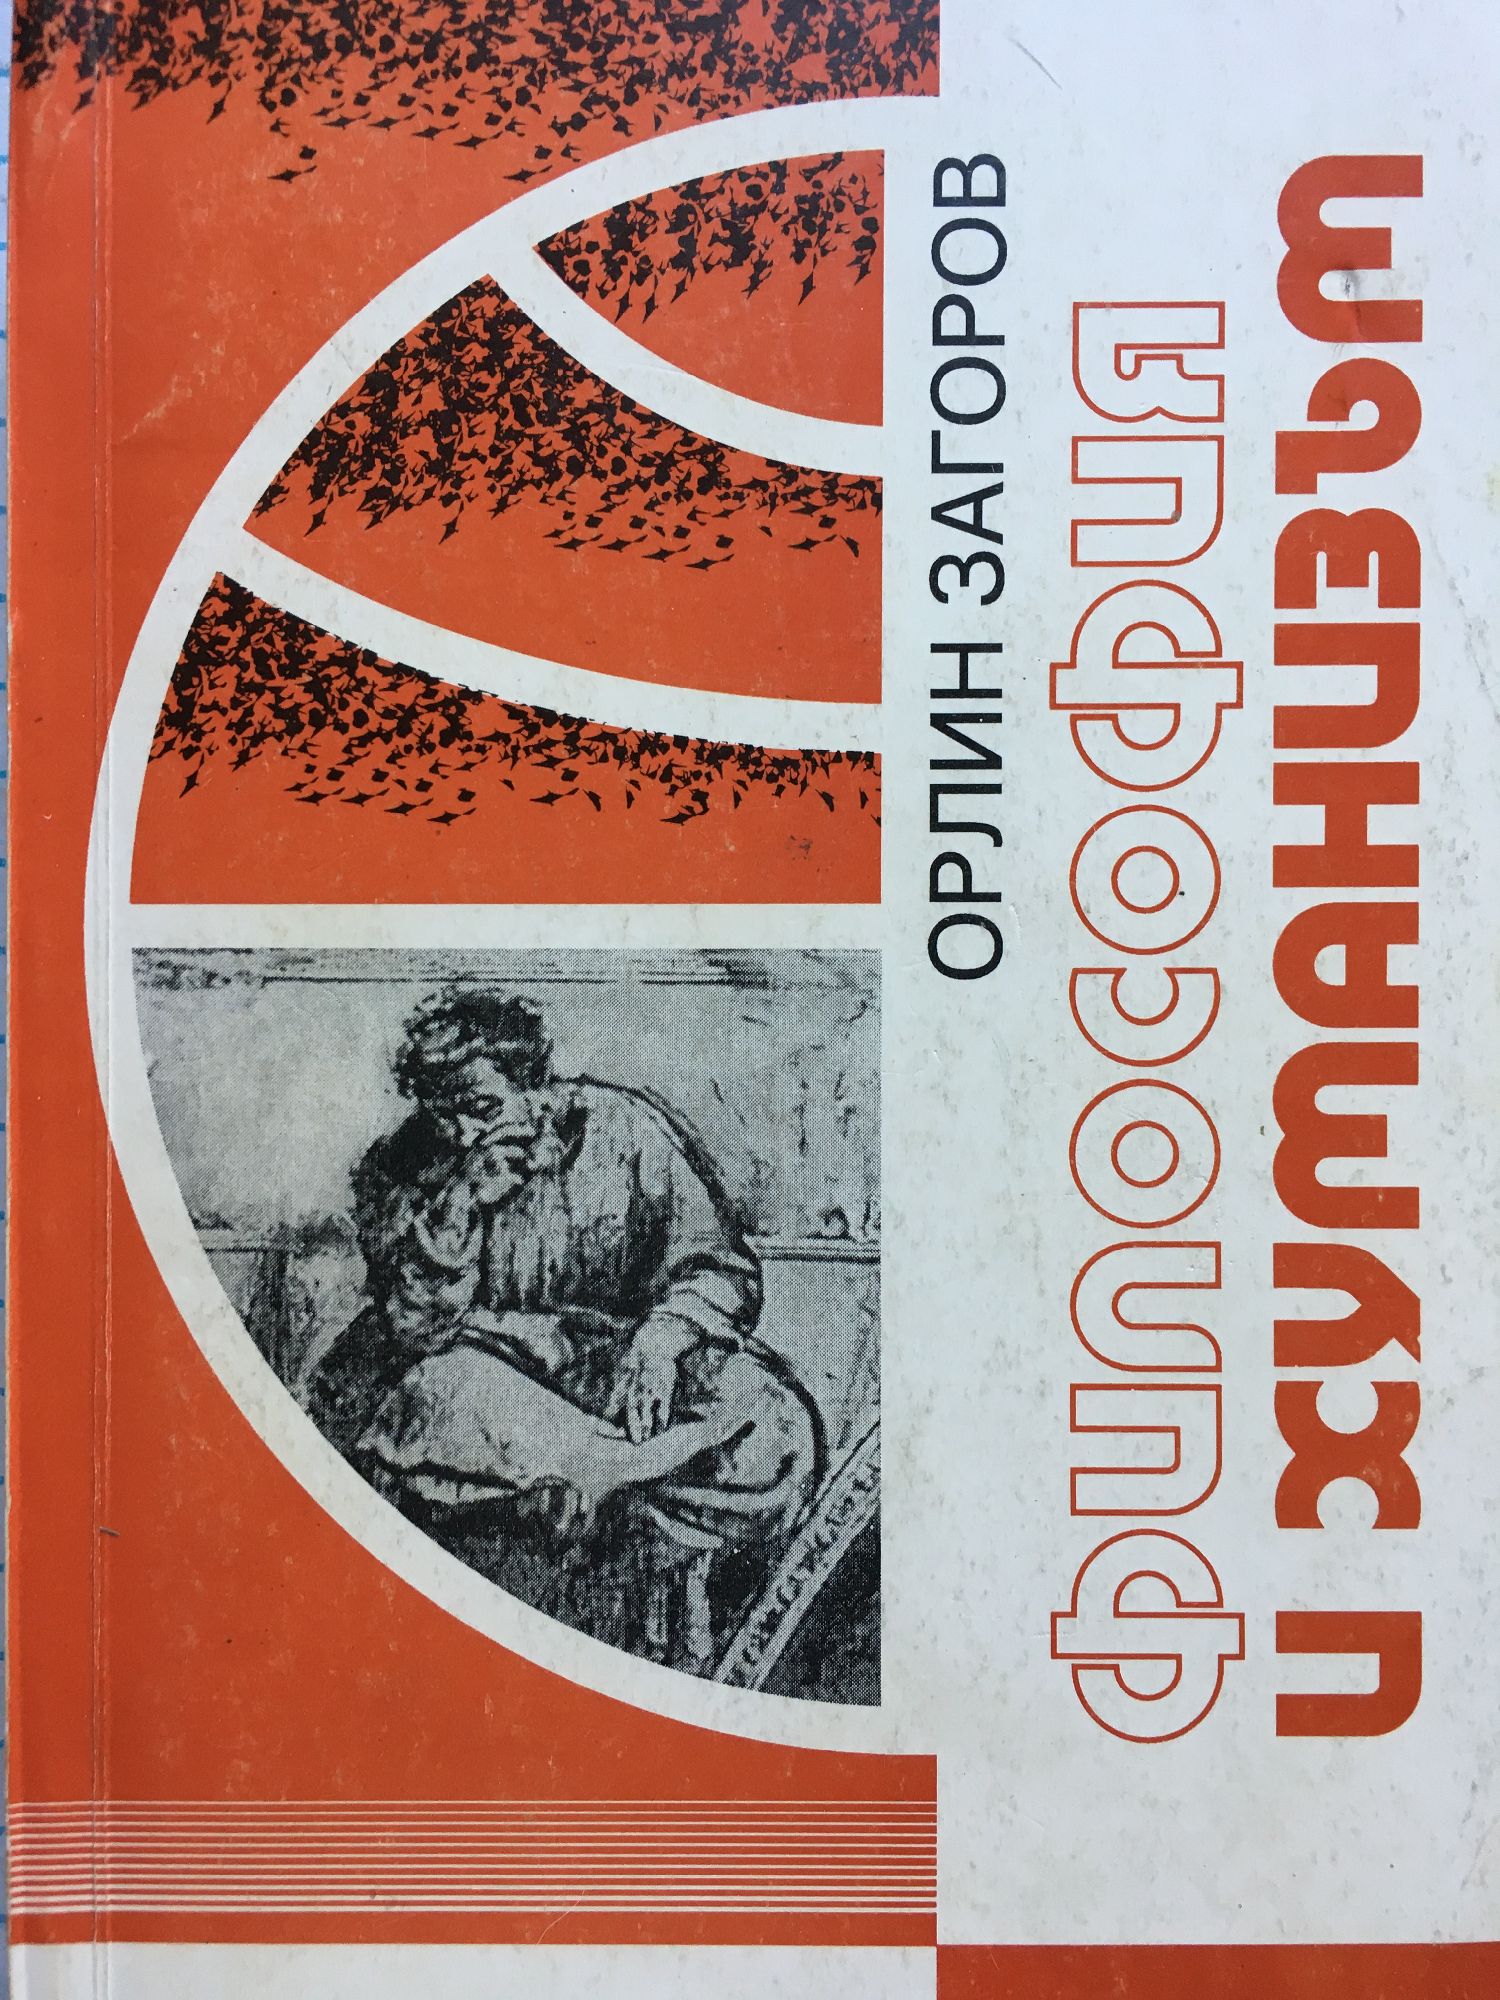 ОРЛИН ЗАГОРОВ
философия
и хуманизъм